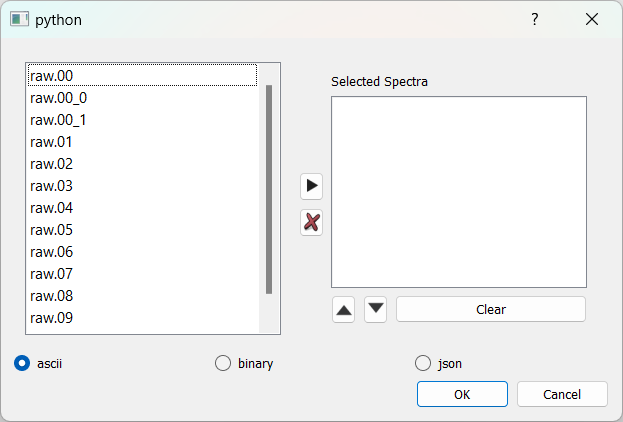 python
raw.00
raw.00_0
raw.00_1
raw.01
raw.02
raw.03
raw.04
raw.05
raw.06
raw.07
raw.08
raw.09
Selected Spectra
Clear
ascii
binary
json
OK
Cancel